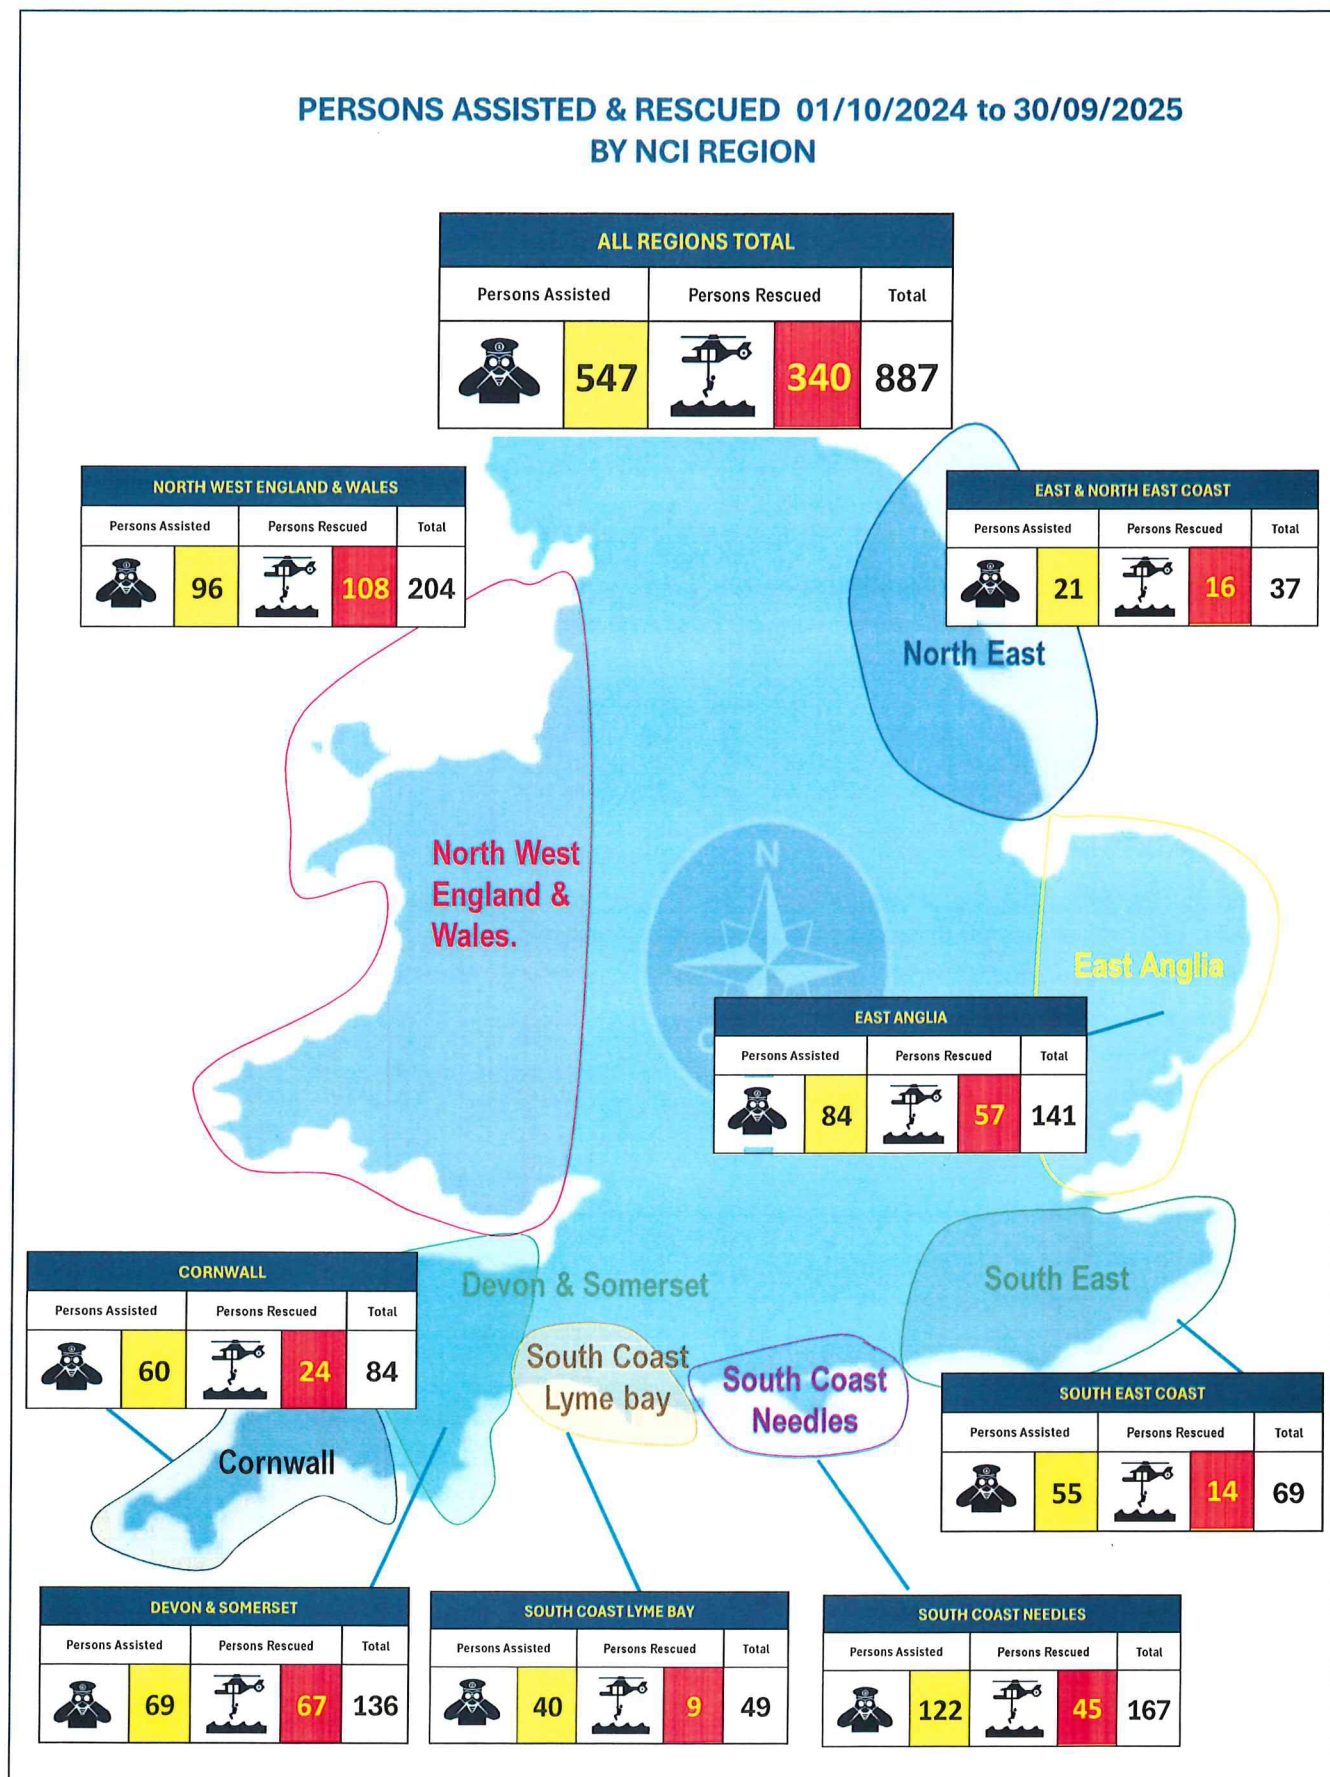 PERSONS ASSISTED & RESCUED 01/10/2024 to 30/09/2025
BY NCI REGION
ALL REGIONS TOTAL
Persons Assisted Persons Rescued Total
547 340 887
NORTH WEST ENGLAND & WALES
Persons Assisted Persons Rescued Total
96 108 204
EAST & NORTH EAST COAST
Persons Assisted Persons Rescued Total
21 16 37
North East
North West
England &
Wales.
N
East Anglia
EAST ANGLIA
Persons Assisted Persons Rescued Total
84 57 141
CORNWALL
Persons Assisted Persons Rescued Total
60 24 84
Devon & Somerset
South East
South Coast
Lyme bay
South Coast
Needles
Cornwall
SOUTH EAST COAST
Persons Assisted Persons Rescued Total
55 14 69
DEVON & SOMERSET
Persons Assisted Persons Rescued Total
69 67 136
SOUTH COAST LYME BAY
Persons Assisted Persons Rescued Total
40 9 49
SOUTH COAST NEEDLES
Persons Assisted Persons Rescued Total
122 45 167